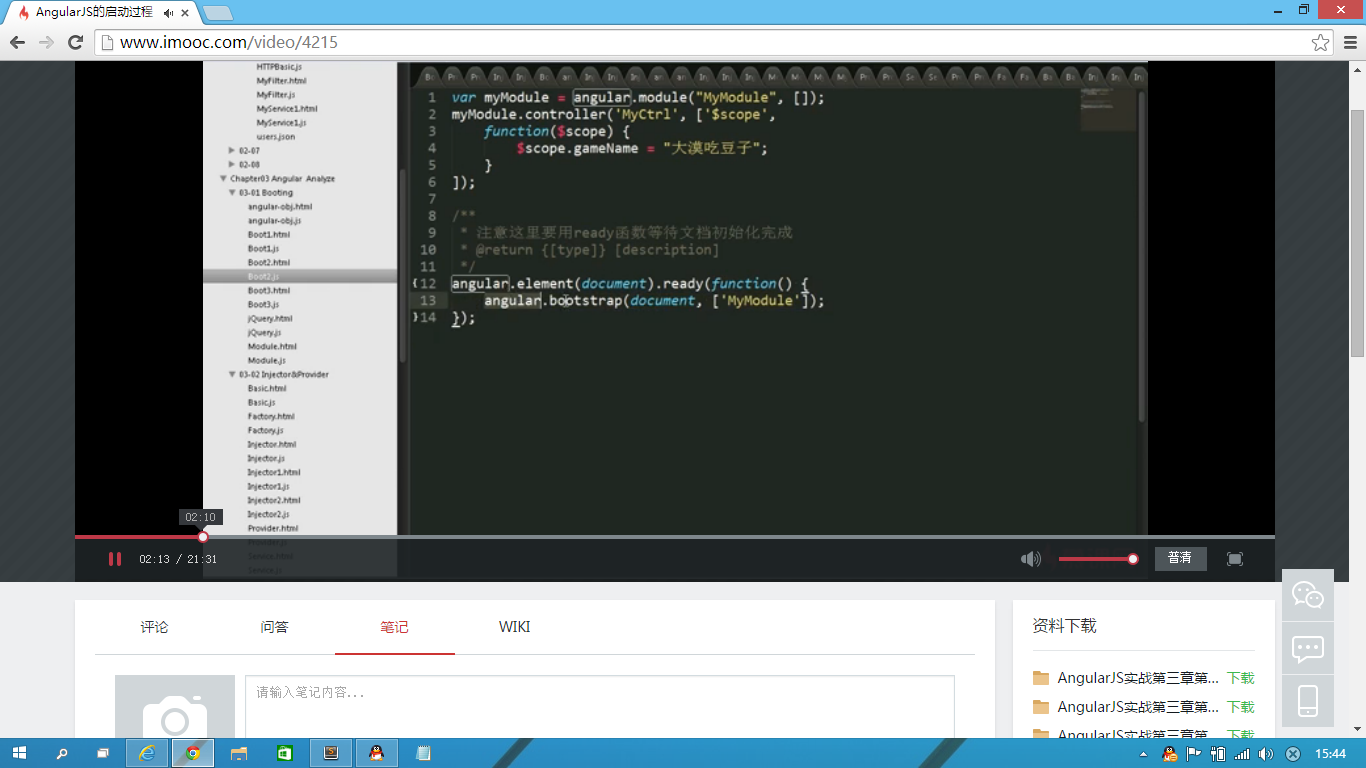 AngularJS的启动过程
www.imooc.com/video/4215
HTTPBasic.js
MyFilter.html
MyFilter.js
MyService1.html
MyService1.js
users.json
02-07
02-08
Chapter03 Angular Analyze
03-01 Booting
angular-obj.html
angular-obj.js
Boot1.html
Boot1.js
Boot2.html
Boot2.js
Boot3.html
Boot3.js
jQuery.html
jQuery.js
Module.html
Module.js
03-02 Injector&Provider
Basic.html
Basic.js
Factory.html
Factory.js
Injector.html
Injector.js
Injector1.html
Injector1.js
Injector2.html
Injector2.js
Provider.html
Provider.js
Service.html
Service.js
1 var myModule = angular.module("MyModule", []);
2 myModule.controller('MyCtrl', ['$scope',
3 function($scope) {
4 $scope.gameName = "大漠吃豆子";
5 }
6 ]);
7
8 /**
9 * 注意这里要用ready函数等待文档初始化完成
10 * @return {[type]} [description]
11 */
12 angular.element(document).ready(function() {
13 angular.bootstrap(document, ['MyModule']);
14 });
02:10
02:13 / 21:31
普清
评论 问答 笔记 WIKI
请输入笔记内容...
资料下载
AngularJS实战第三章第... 下载
AngularJS实战第三章第... 下载
AngularJS实战第三章第... 下载
15:44